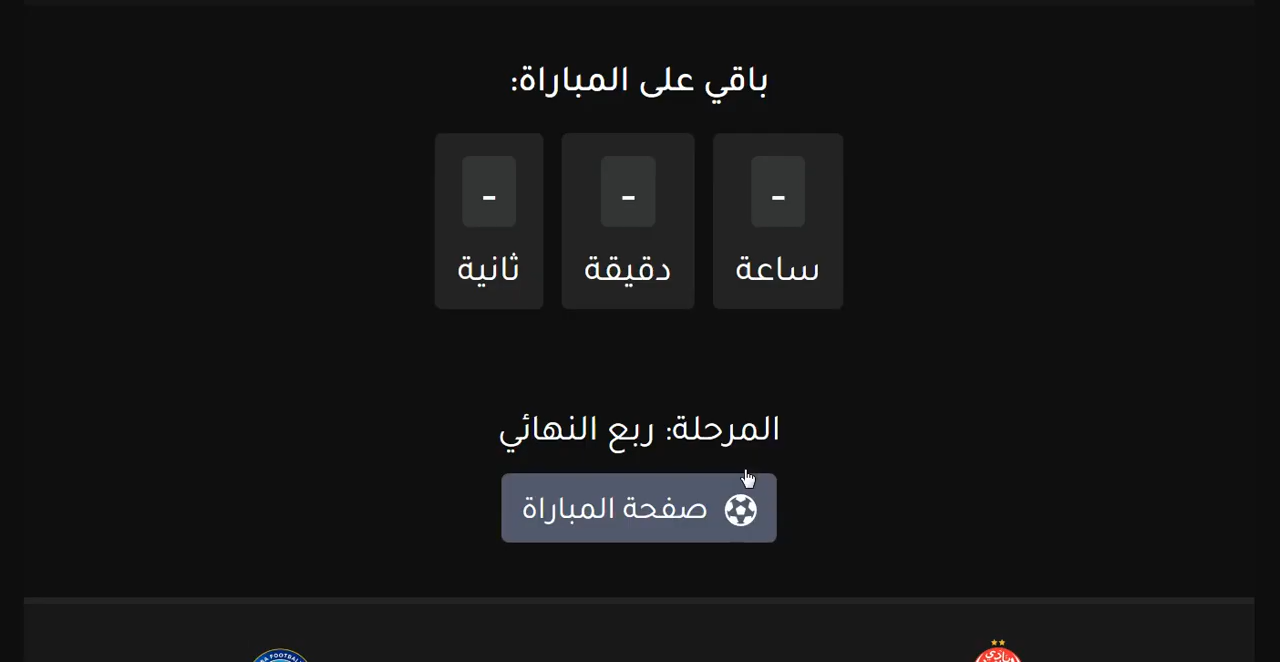 باقي على المباراة:
- - -
ساعة دقيقة ثانية
المرحلة: ربع النهائي
صفحة المباراة